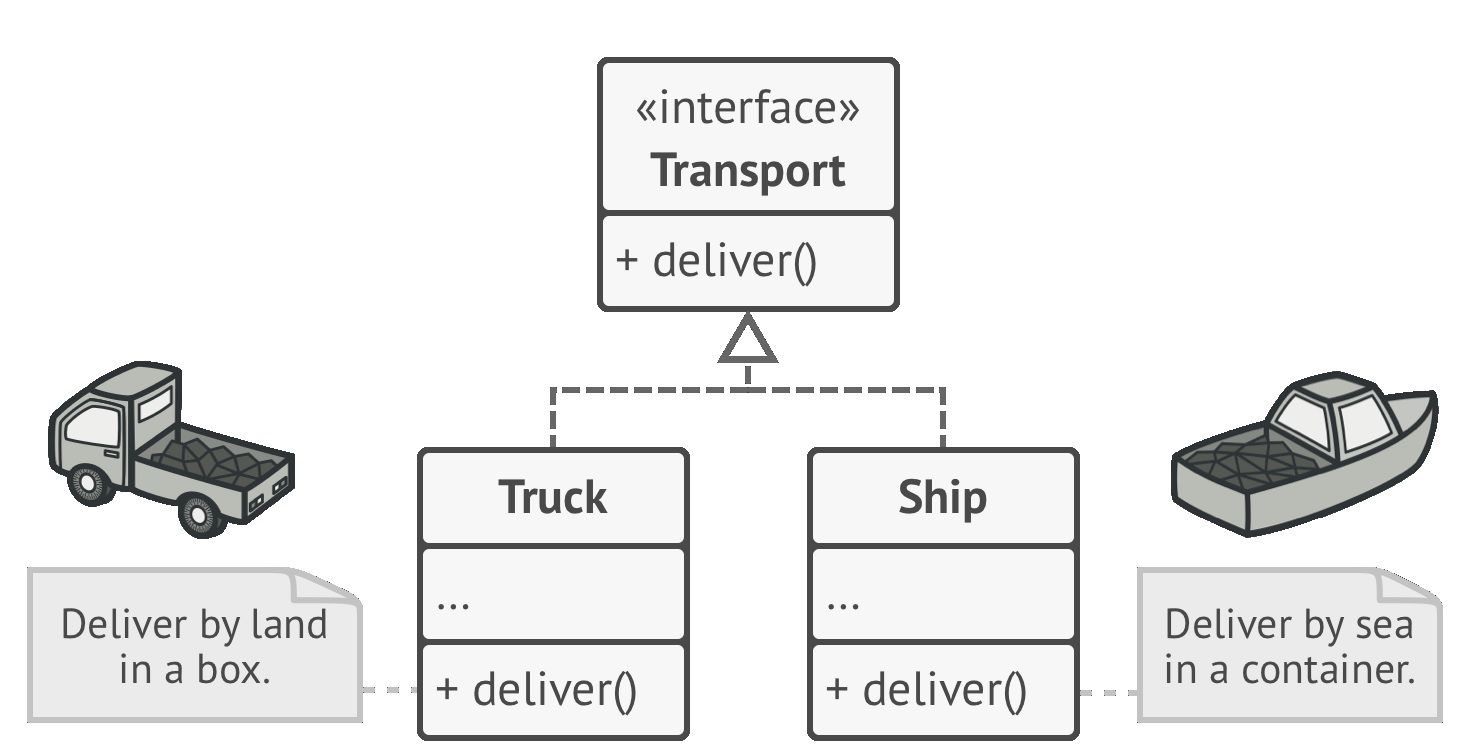 «interface»
Transport
+ deliver()
Truck
...
+ deliver()
Ship
...
+ deliver()
Deliver by land
in a box.
Deliver by sea
in a container.